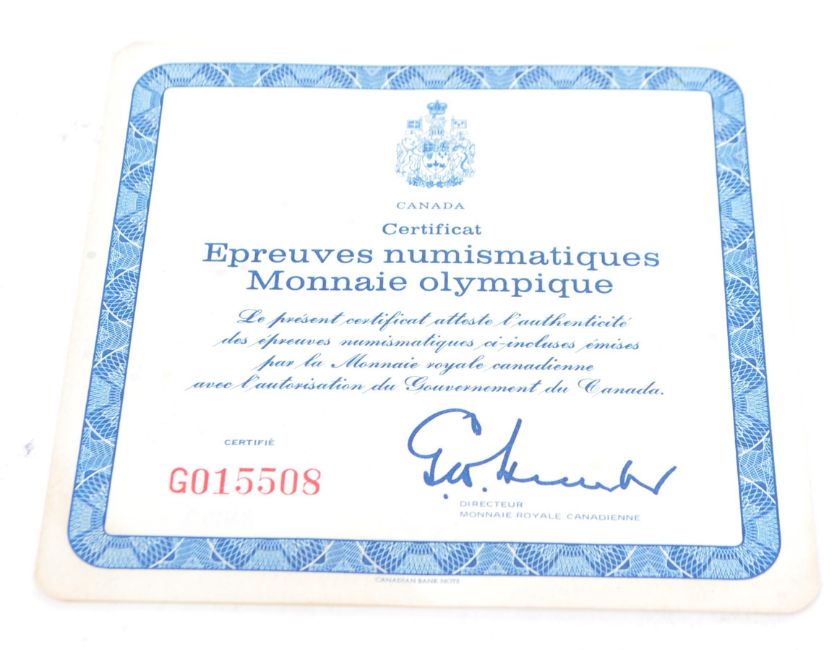 CANADA
Certificat
Epreuves numismatiques
Monnaie olympique
Le présent certificat atteste l'authenticité
des épreuves numismatiques ci-incluses émises
par la Monnaie royale canadienne
avec l'autorisation du Gouvernement du Canada.
CERTIFIÉ
G015508
DIRECTEUR
MONNAIE ROYALE CANADIENNE
CANADIAN BANK NOTE